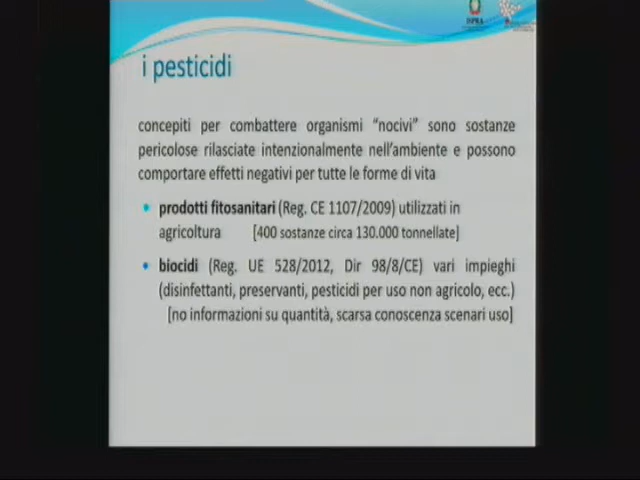 ISPRA
i pesticidi
concepiti per combattere organismi “nocivi” sono sostanze
pericolose rilasciate intenzionalmente nell’ambiente e possono
comportare effetti negativi per tutte le forme di vita
• prodotti fitosanitari (Reg. CE 1107/2009) utilizzati in
agricoltura [400 sostanze circa 130.000 tonnellate]
• biocidi (Reg. UE 528/2012, Dir 98/8/CE) vari impieghi
(disinfettanti, preservanti, pesticidi per uso non agricolo, ecc.)
[no informazioni su quantità, scarsa conoscenza scenari uso]